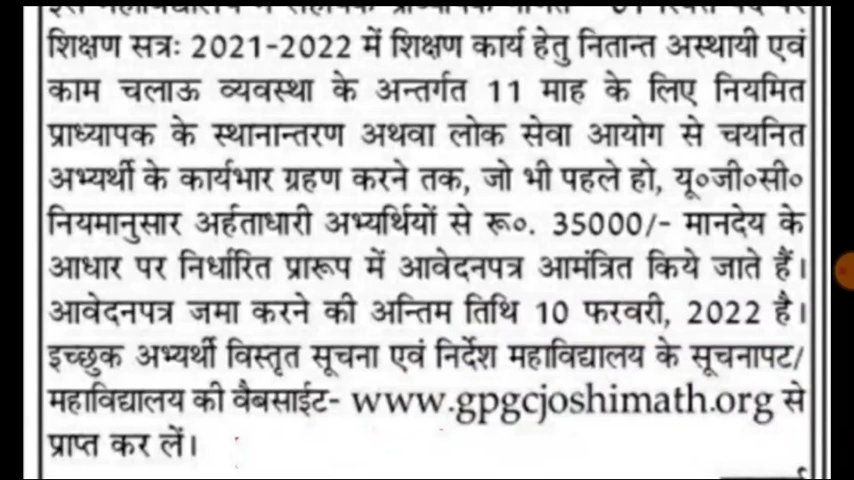 शिक्षण सत्रः 2021-2022 में शिक्षण कार्य हेतु नितान्त अस्थायी एवं
काम चलाऊ व्यवस्था के अन्तर्गत 11 माह के लिए नियमित
प्राध्यापक के स्थानान्तरण अथवा लोक सेवा आयोग से चयनित
अभ्यर्थी के कार्यभार ग्रहण करने तक, जो भी पहले हो, यू०जी०सी०
नियमानुसार अर्हताधारी अभ्यर्थियों से रू०. 35000/- मानदेय के
आधार पर निर्धारित प्रारूप में आवेदनपत्र आमंत्रित किये जाते हैं।
आवेदनपत्र जमा करने की अन्तिम तिथि 10 फरवरी, 2022 है।
इच्छुक अभ्यर्थी विस्तृत सूचना एवं निर्देश महाविद्यालय के सूचनापट/
महाविद्यालय की वैबसाईट- www.gpgcjoshimath.org से
प्राप्त कर लें।